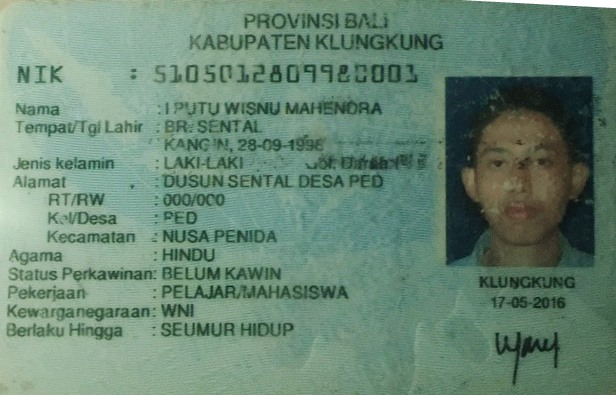 PROVINSI BALI
KABUPATEN KLUNGKUNG
NIK : 5105012809980001
Nama : I PUTU WISNU MAHENDRA
Tempat/Tgl Lahir : BR. SENTAL
KANGIN, 28-09-1998
Jenis kelamin : LAKI-LAKI Gol. Darah
Alamat : DUSUN SENTAL DESA PED
RT/RW : 000/000
Kel/Desa : PED
Kecamatan : NUSA PENIDA
Agama : HINDU
Status Perkawinan: BELUM KAWIN
Pekerjaan : PELAJAR/MAHASISWA
Kewarganegaraan: WNI
Berlaku Hingga : SEUMUR HIDUP
KLUNGKUNG
17-05-2016